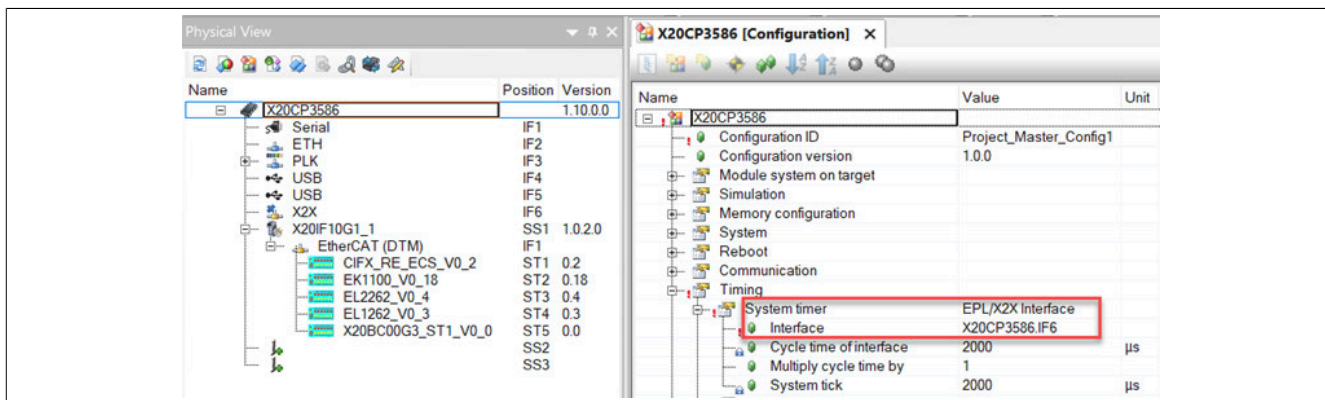 Physical View
Name Position Version
X20CP3586 1.10.0.0
Serial IF1
ETH IF2
PLK IF3
USB IF4
USB IF5
X2X IF6
X20IF10G1_1 SS1 1.0.2.0
EtherCAT (DTM) IF1
CIFX_RE_ECS_V0_2 ST1 0.2
EK1100_V0_18 ST2 0.18
EL2262_V0_4 ST3 0.4
EL1262_V0_3 ST4 0.3
X20BC00G3_ST1_V0_0 ST5 0.0
SS2
SS3
X20CP3586 [Configuration] X
Name Value Unit
X20CP3586
Configuration ID Project_Master_Config1
Configuration version 1.0.0
Module system on target
Simulation
Memory configuration
System
Reboot
Communication
Timing
System timer EPL/X2X Interface
Interface X20CP3586.IF6
Cycle time of interface 2000 µs
Multiply cycle time by 1
System tick 2000 µs